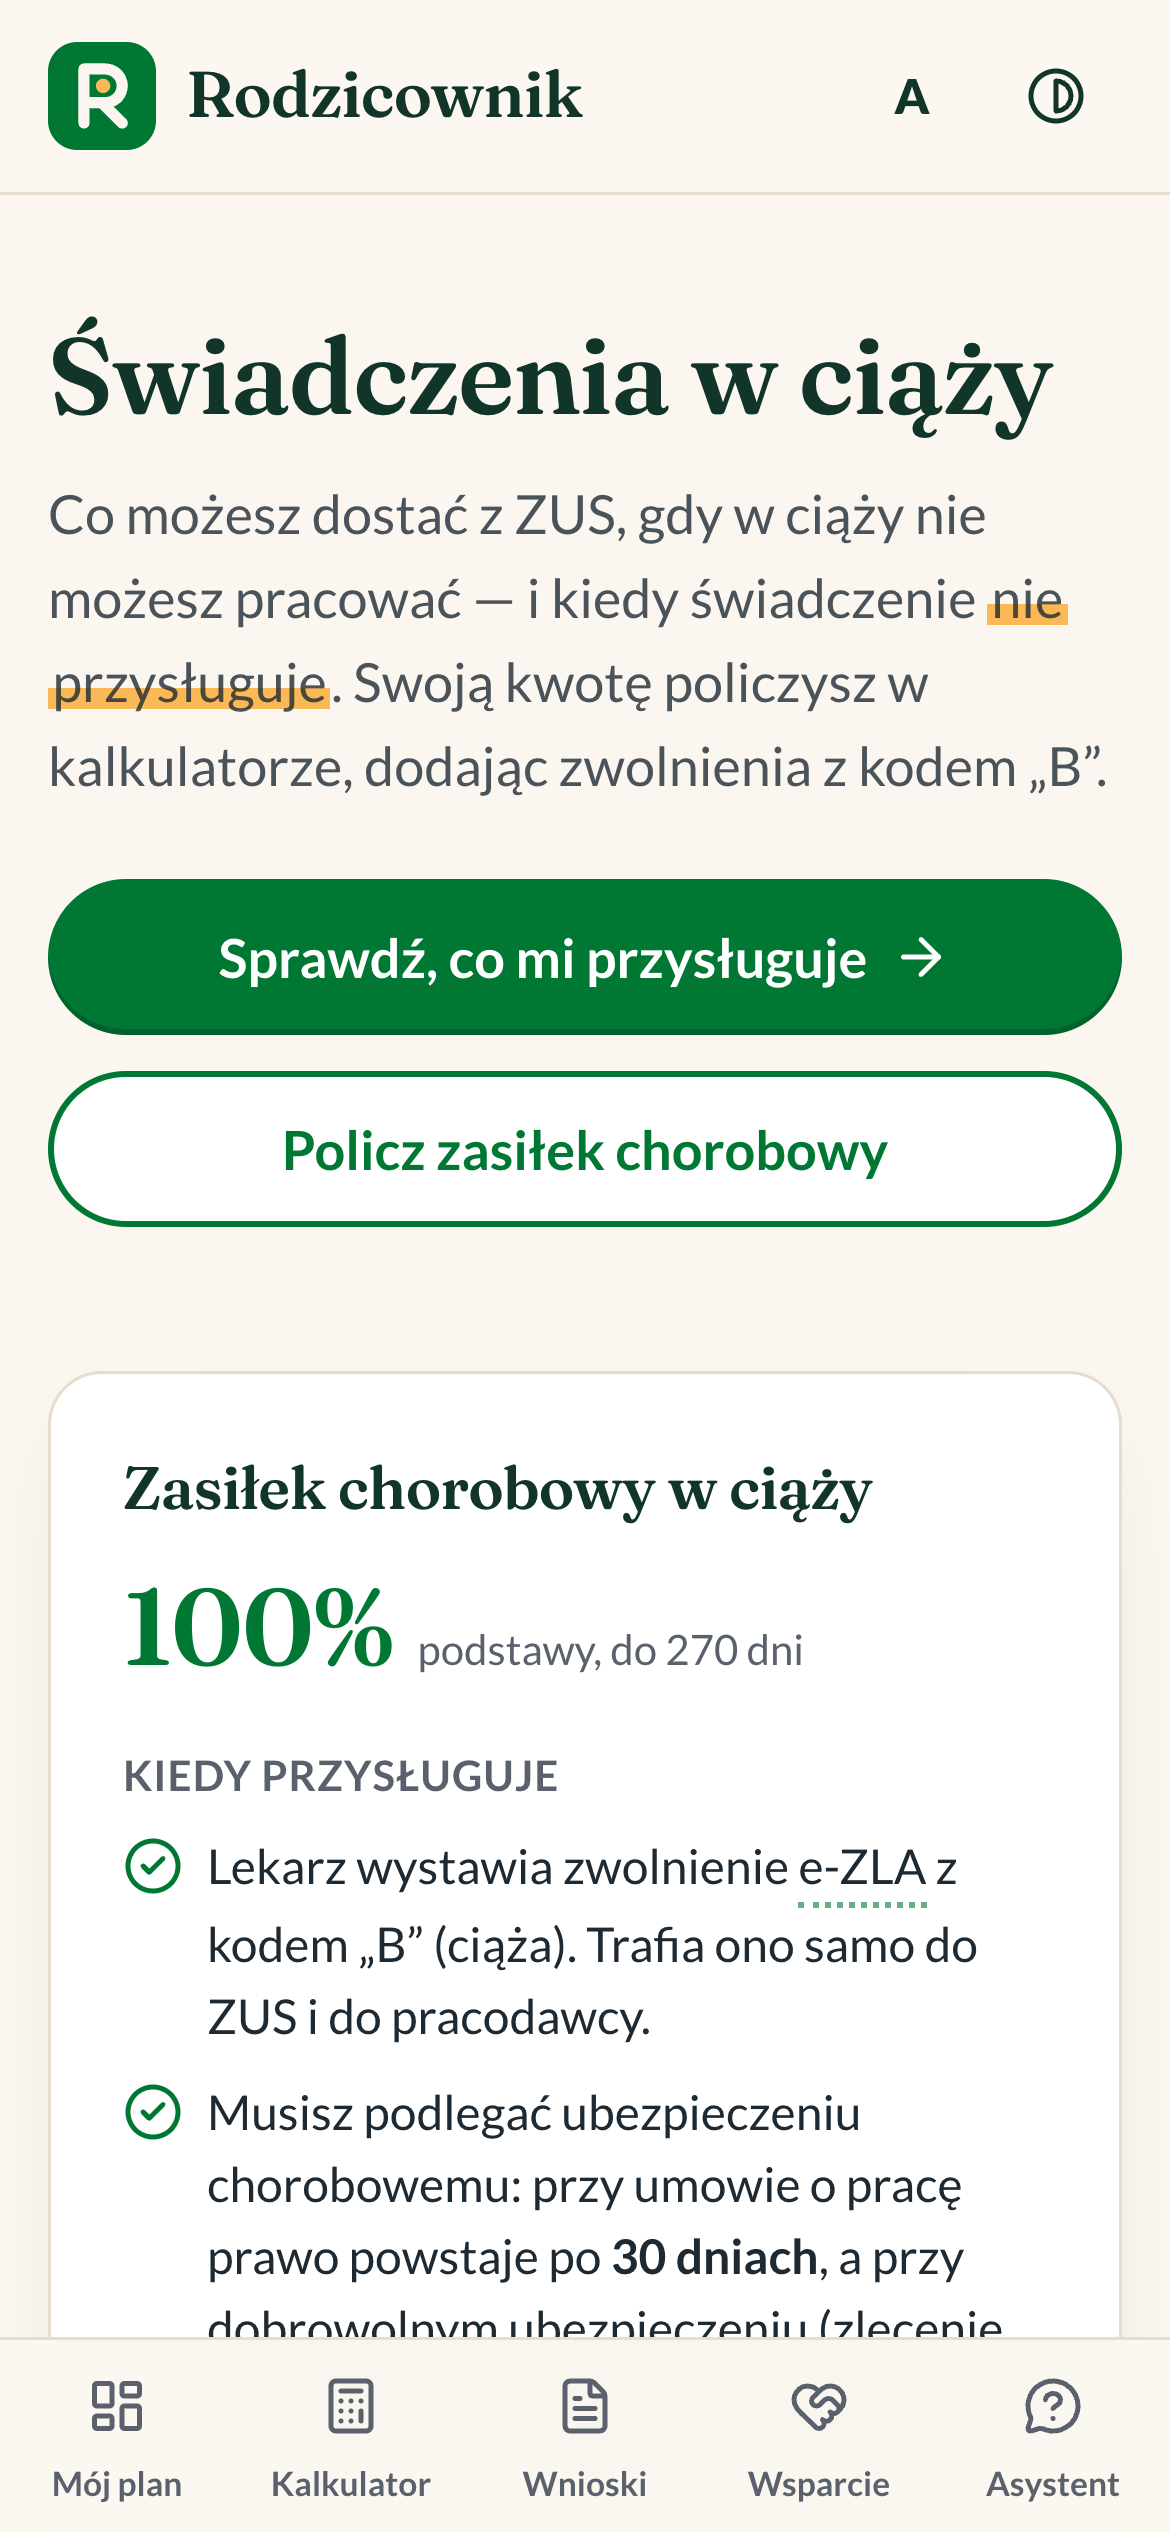 Rodzicownik
A
Świadczenia w ciąży
Co możesz dostać z ZUS, gdy w ciąży nie
możesz pracować — i kiedy świadczenie nie
przysługuje. Swoją kwotę policzysz w
kalkulatorze, dodając zwolnienia z kodem „B”.
Sprawdź, co mi przysługuje →
Policz zasiłek chorobowy
Zasiłek chorobowy w ciąży
100% podstawy, do 270 dni
KIEDY PRZYSŁUGUJE
Lekarz wystawia zwolnienie e-ZLA z
kodem „B” (ciąża). Trafia ono samo do
ZUS i do pracodawcy.
Musisz podlegać ubezpieczeniu
chorobowemu: przy umowie o pracę
prawo powstaje po 30 dniach, a przy
dobrowolnym ubezpieczeniu (zlecenie
Mój plan
Kalkulator
Wnioski
Wsparcie
Asystent